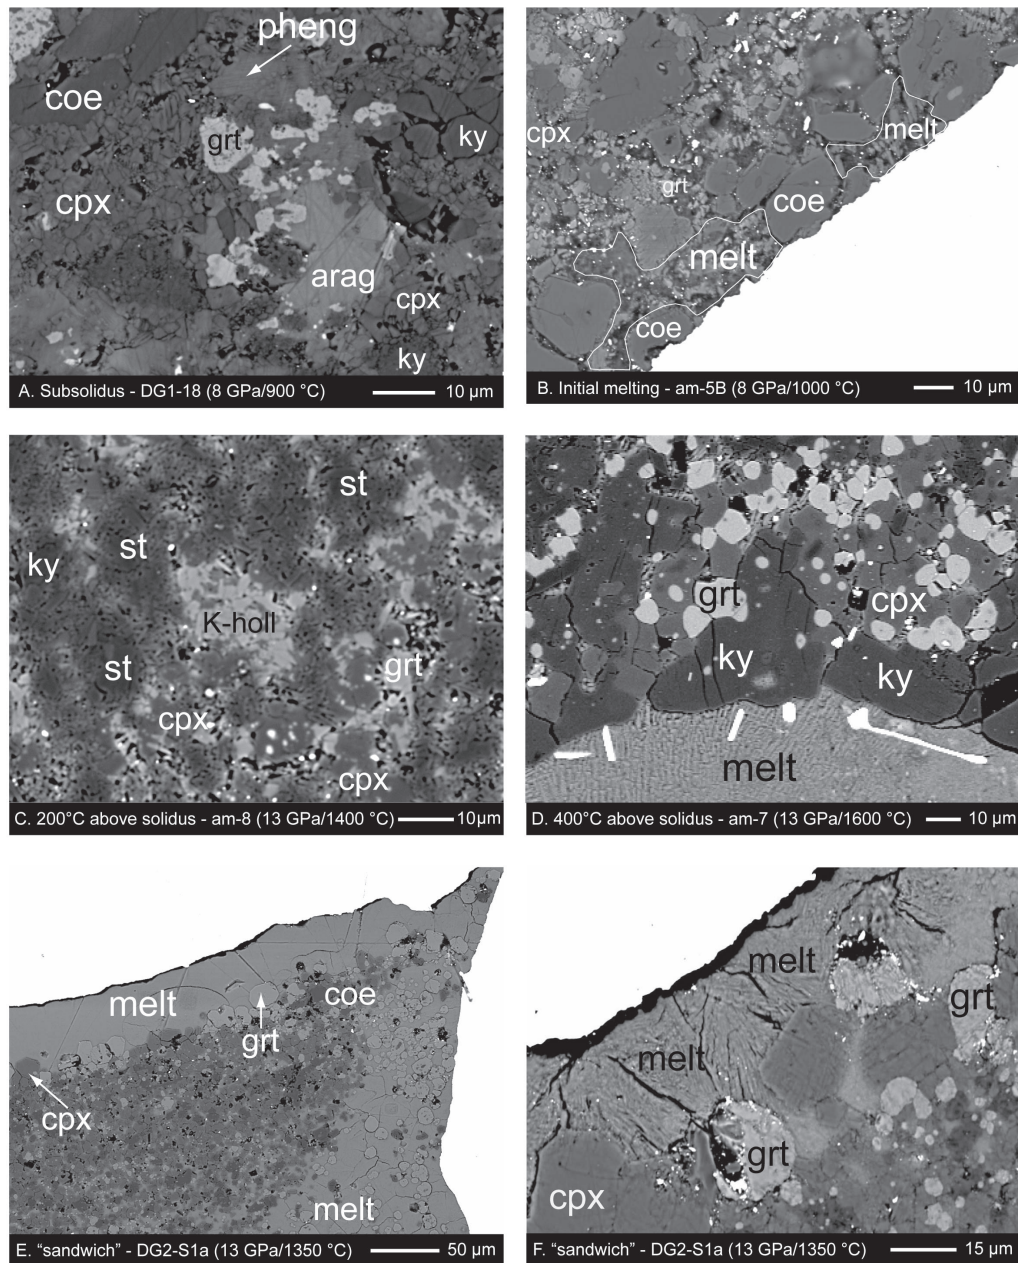 pheng
coe
grt
ky
cpx
arag
cpx
ky
A. Subsolidus - DG1-18 (8 GPa/900 °C) 10 µm
melt
cpx
grt
coe
melt
coe
B. Initial melting - am-5B (8 GPa/1000 °C) 10 µm
st
st
ky
K-holl
st
grt
cpx
cpx
C. 200°C above solidus - am-8 (13 GPa/1400 °C) 10µm
grt
cpx
ky
ky
melt
D. 400°C above solidus - am-7 (13 GPa/1600 °C) 10 µm
melt
coe
grt
cpx
melt
E. “sandwich” - DG2-S1a (13 GPa/1350 °C) 50 µm
melt
grt
melt
grt
cpx
F. “sandwich” - DG2-S1a (13 GPa/1350 °C) 15 µm